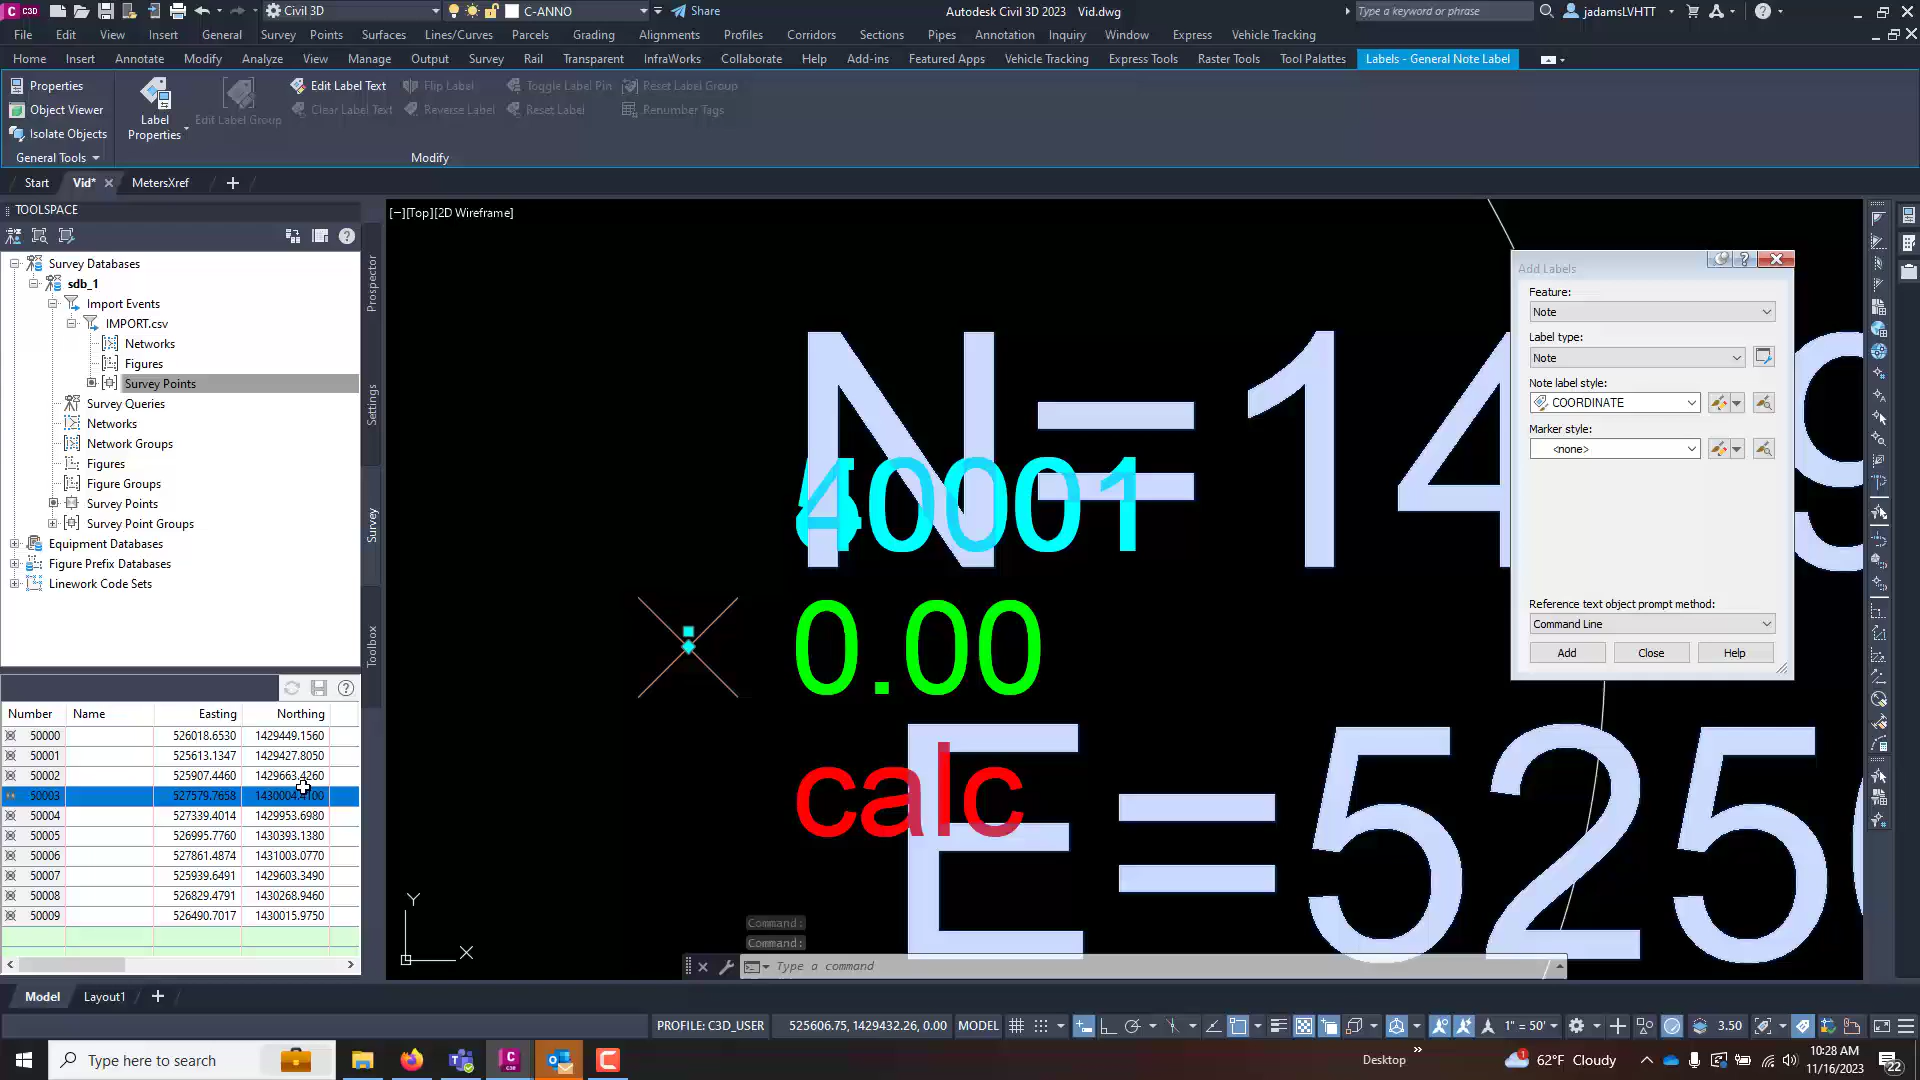 C3D
Civil 3D
C-ANNO
Share
Autodesk Civil 3D 2023 Vid.dwg
Type a keyword or phrase
jadamsLVHTT
File Edit View Insert General Survey Points Surfaces Lines/Curves Parcels Grading Alignments Profiles Corridors Sections Pipes Annotation Inquiry Window Express Vehicle Tracking
Home Insert Annotate Modify Analyze View Manage Output Survey Rail Transparent InfraWorks Collaborate Help Add-ins Featured Apps Vehicle Tracking Express Tools Raster Tools Tool Palettes Labels - General Note Label
Properties
Object Viewer
Isolate Objects
General Tools
Label Properties
Edit Label Group
Edit Label Text
Clear Label Text
Flip Label
Reverse Label
Toggle Label Pin
Reset Label
Reset Label Group
Renumber Tags
Modify
Start Vid* MetersXref
TOOLSPACE
Survey Databases
sdb_1
Import Events
IMPORT.csv
Networks
Figures
Survey Points
Survey Queries
Networks
Network Groups
Figures
Figure Groups
Survey Points
Survey Point Groups
Equipment Databases
Figure Prefix Databases
Linework Code Sets
Prospector
Settings
Survey
Toolbox
Number Name Easting Northing
50000 526018.6530 1429449.1560
50001 525613.1347 1429427.8050
50002 525907.4460 1429663.4260
50003 527579.7658 1430004.4100
50004 527339.4014 1429953.6980
50005 526995.7760 1430393.1380
50006 527861.4874 1431003.0770
50007 525939.6491 1429603.3490
50008 526829.4791 1430268.9460
50009 526490.7017 1430015.9750
[−][Top][2D Wireframe]
N=1 4
0001
0.00
calc
E=525
Y
X
Add Labels
Feature:
Note
Label type:
Note
Note label style:
COORDINATE
Marker style:
<none>
Reference text object prompt method:
Command Line
Add Close Help
Command:
Command:
Type a command
Model Layout1
PROFILE: C3D_USER 525606.75, 1429432.26, 0.00 MODEL 1" = 50' 3.50
Type here to search
Desktop
62°F Cloudy
10:28 AM
11/16/2023
22